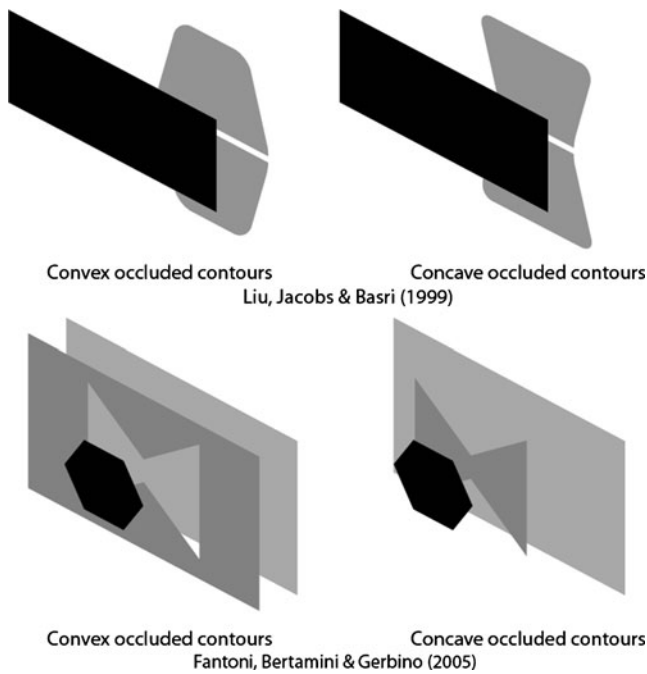 Convex occluded contours
Concave occluded contours
Liu, Jacobs & Basri (1999)
Convex occluded contours
Concave occluded contours
Fantoni, Bertamini & Gerbino (2005)